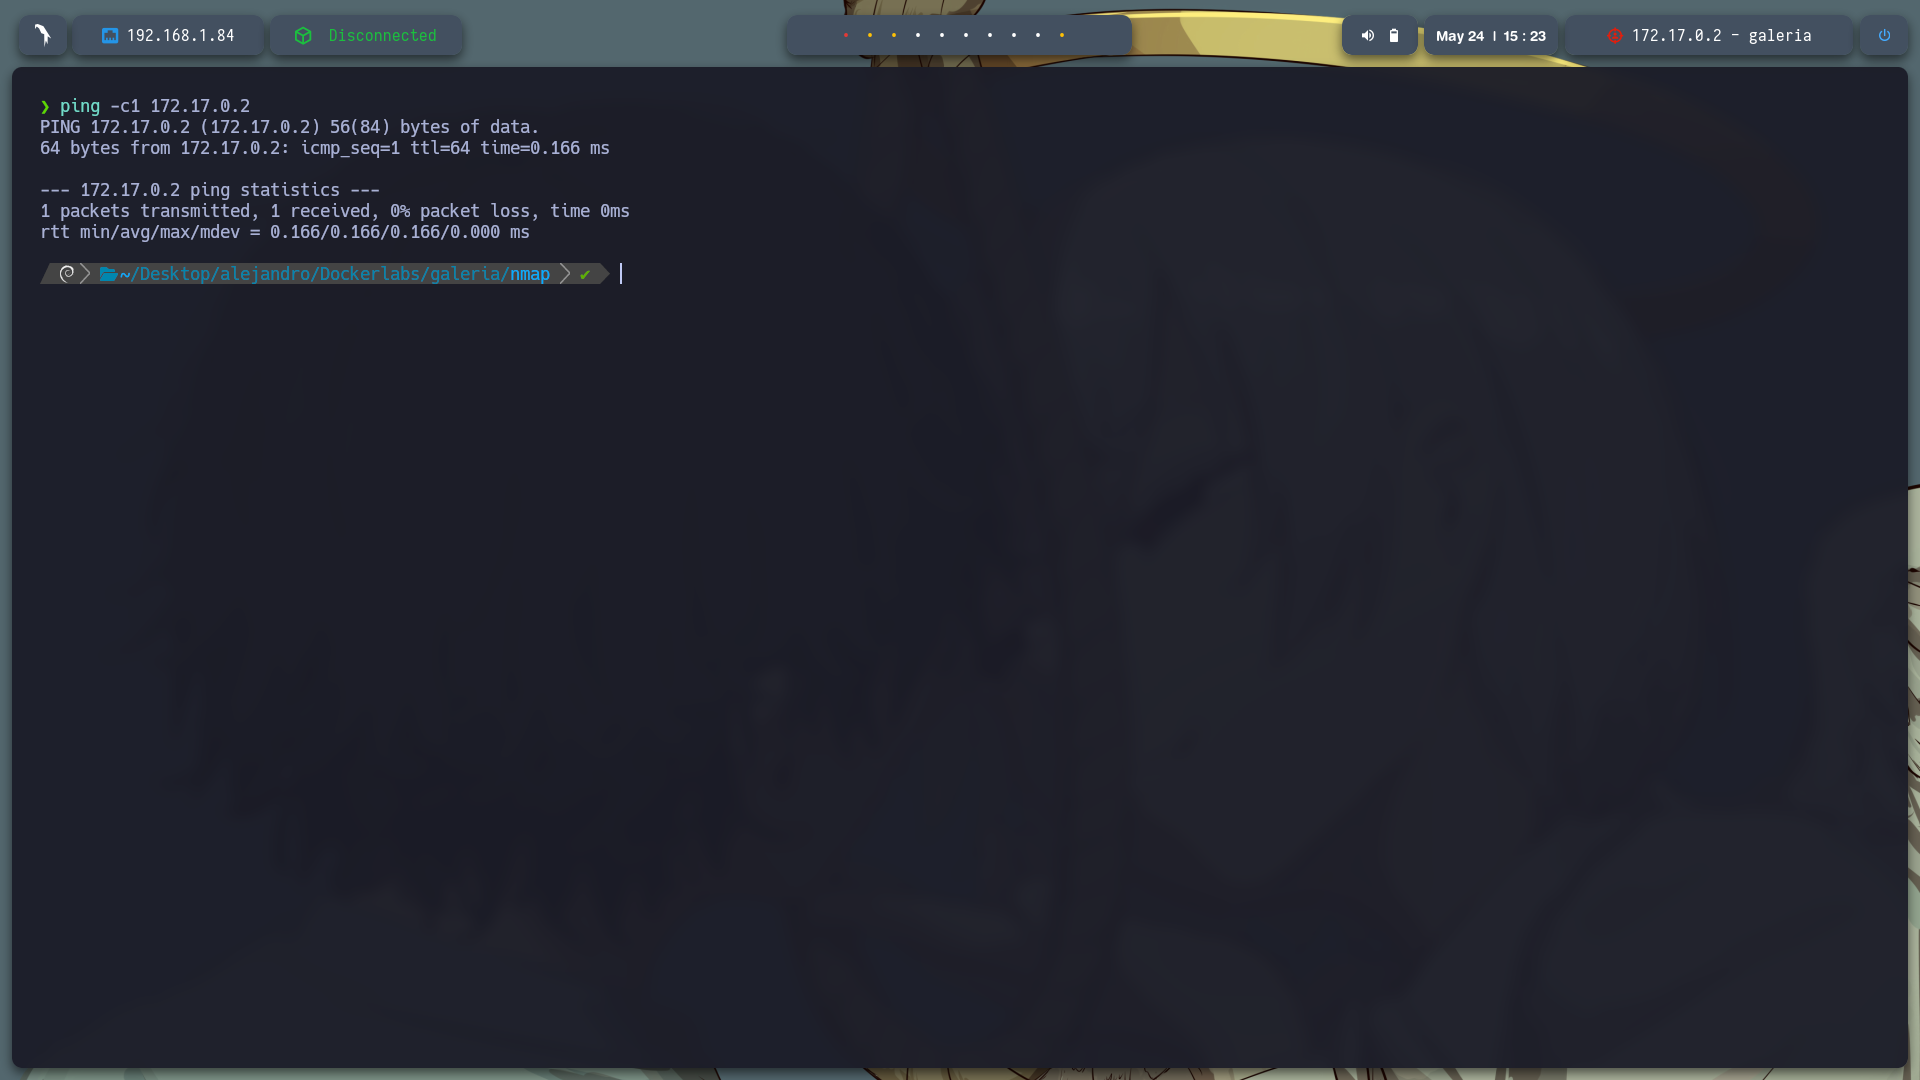 192.168.1.84
Disconnected
May 24 | 15 : 23
172.17.0.2 - galeria
❯ ping -c1 172.17.0.2
PING 172.17.0.2 (172.17.0.2) 56(84) bytes of data.
64 bytes from 172.17.0.2: icmp_seq=1 ttl=64 time=0.166 ms
--- 172.17.0.2 ping statistics ---
1 packets transmitted, 1 received, 0% packet loss, time 0ms
rtt min/avg/max/mdev = 0.166/0.166/0.166/0.000 ms
~/Desktop/alejandro/Dockerlabs/galeria/nmap ✔